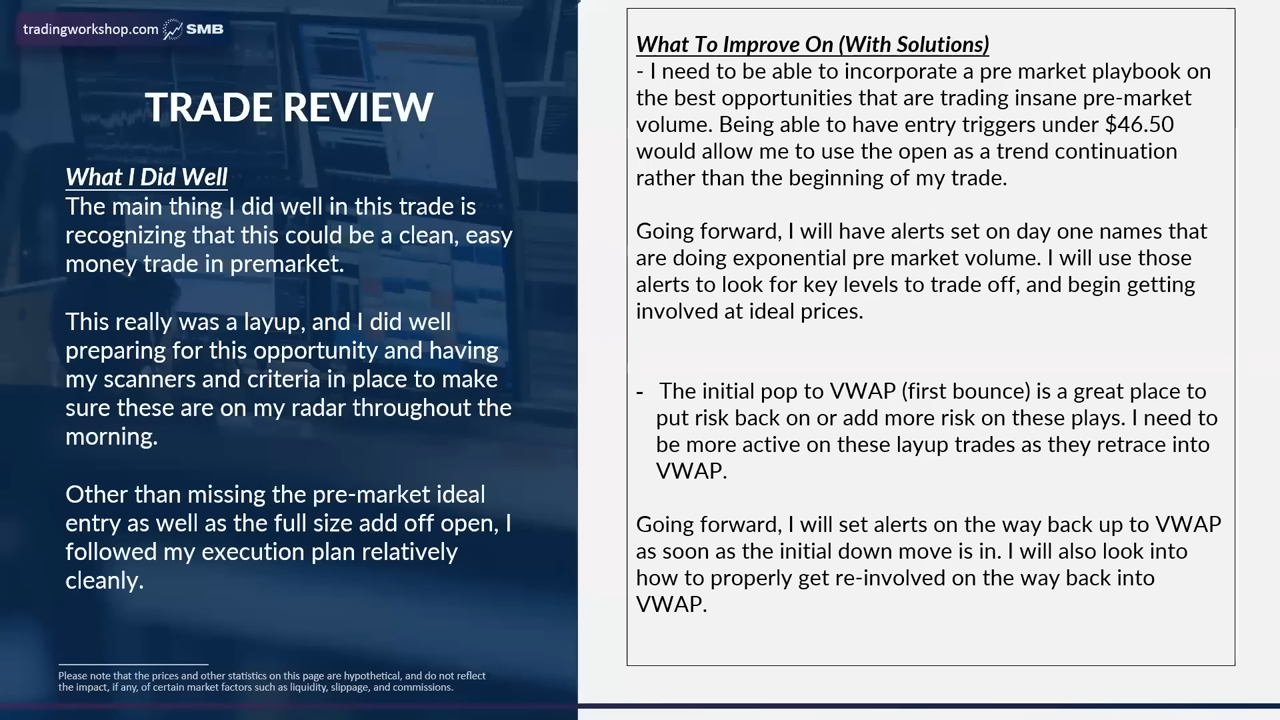 tradingworkshop.com SMB
TRADE REVIEW
What I Did Well
The main thing I did well in this trade is
recognizing that this could be a clean, easy
money trade in premarket.
This really was a layup, and I did well
preparing for this opportunity and having
my scanners and criteria in place to make
sure these are on my radar throughout the
morning.
Other than missing the pre-market ideal
entry as well as the full size add off open, I
followed my execution plan relatively
cleanly.
Please note that the prices and other statistics on this page are hypothetical, and do not reflect
the impact, if any, of certain market factors such as liquidity, slippage, and commissions.
What To Improve On (With Solutions)
- I need to be able to incorporate a pre market playbook on
the best opportunities that are trading insane pre-market
volume. Being able to have entry triggers under $46.50
would allow me to use the open as a trend continuation
rather than the beginning of my trade.
Going forward, I will have alerts set on day one names that
are doing exponential pre market volume. I will use those
alerts to look for key levels to trade off, and begin getting
involved at ideal prices.
- The initial pop to VWAP (first bounce) is a great place to
put risk back on or add more risk on these plays. I need to
be more active on these layup trades as they retrace into
VWAP.
Going forward, I will set alerts on the way back up to VWAP
as soon as the initial down move is in. I will also look into
how to properly get re-involved on the way back into
VWAP.